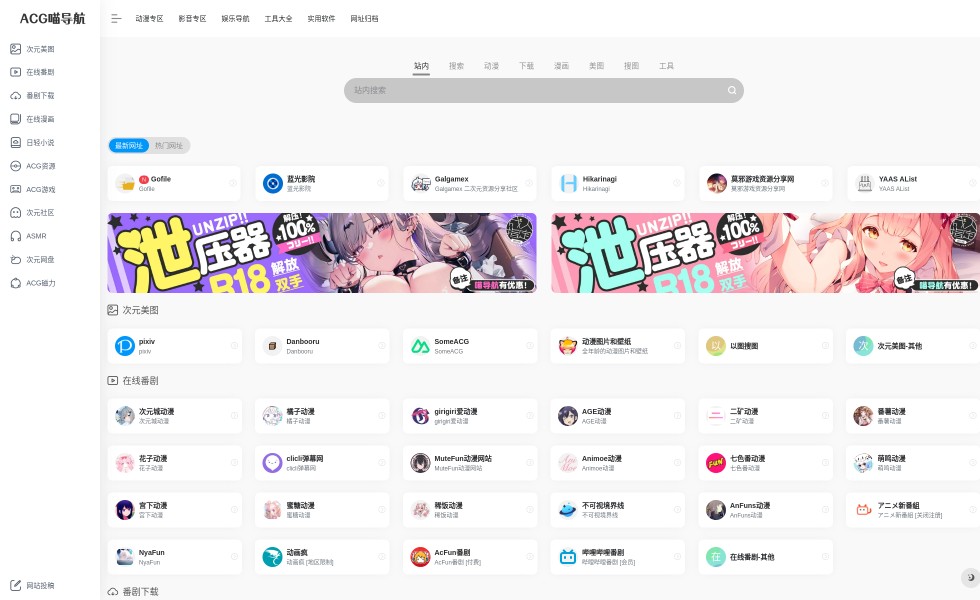 ACG喵导航
动漫专区 影音专区 娱乐导航 工具大全 实用软件 网址归档
次元美图
在线番剧
番剧下载
在线漫画
日轻小说
ACG资源
ACG游戏
次元社区
ASMR
次元网盘
ACG磁力
网站投稿
站内 搜索 动漫 下载 漫画 美图 搜图 工具
站内搜索
最新网址 热门网址
N Gofile
Gofile
蓝光影院
蓝光影院
Galgamex
Galgamex 二次元资源分享社区
Hikarinagi
Hikarinagi
莫邪游戏资源分享网
莫邪游戏资源分享网
YAAS AList
YAAS AList
UNZIP!!
泄压器
解放!
+100%
R18
解放
双手
备注
喵导航有优惠!
UNZIP!!
泄压器
+100%
R18
解放
双手
备注
喵导航有优惠!
次元美图
pixiv
pixiv
Danbooru
Danbooru
SomeACG
SomeACG
动漫图片和壁纸
全年龄的动漫图片和壁纸
以
以图搜图
次
次元美图-其他
在线番剧
次元城动漫
次元城动漫
橘子动漫
橘子动漫
girigiri爱动漫
girigiri爱动漫
AGE动漫
AGE动漫
二矿动漫
二矿动漫
番薯动漫
番薯动漫
花子动漫
花子动漫
clicli弹幕网
clicli弹幕网
MuteFun动漫网站
MuteFun动漫网站
Animoe动漫
Animoe动漫
FUN
七色番动漫
七色番动漫
萌鸣动漫
萌鸣动漫
宫下动漫
宫下动漫
蜜糖动漫
蜜糖动漫
稀饭动漫
稀饭动漫
不可视境界线
不可视境界线
AnFuns动漫
AnFuns动漫
アニメ新番組
アニメ新番組 [关闭注册]
NyaFun
NyaFun
动画疯
动画疯 [地区限制]
AcFun番剧
AcFun番剧 [付费]
哔哩哔哩番剧
哔哩哔哩番剧 [会员]
在
在线番剧-其他
番剧下载